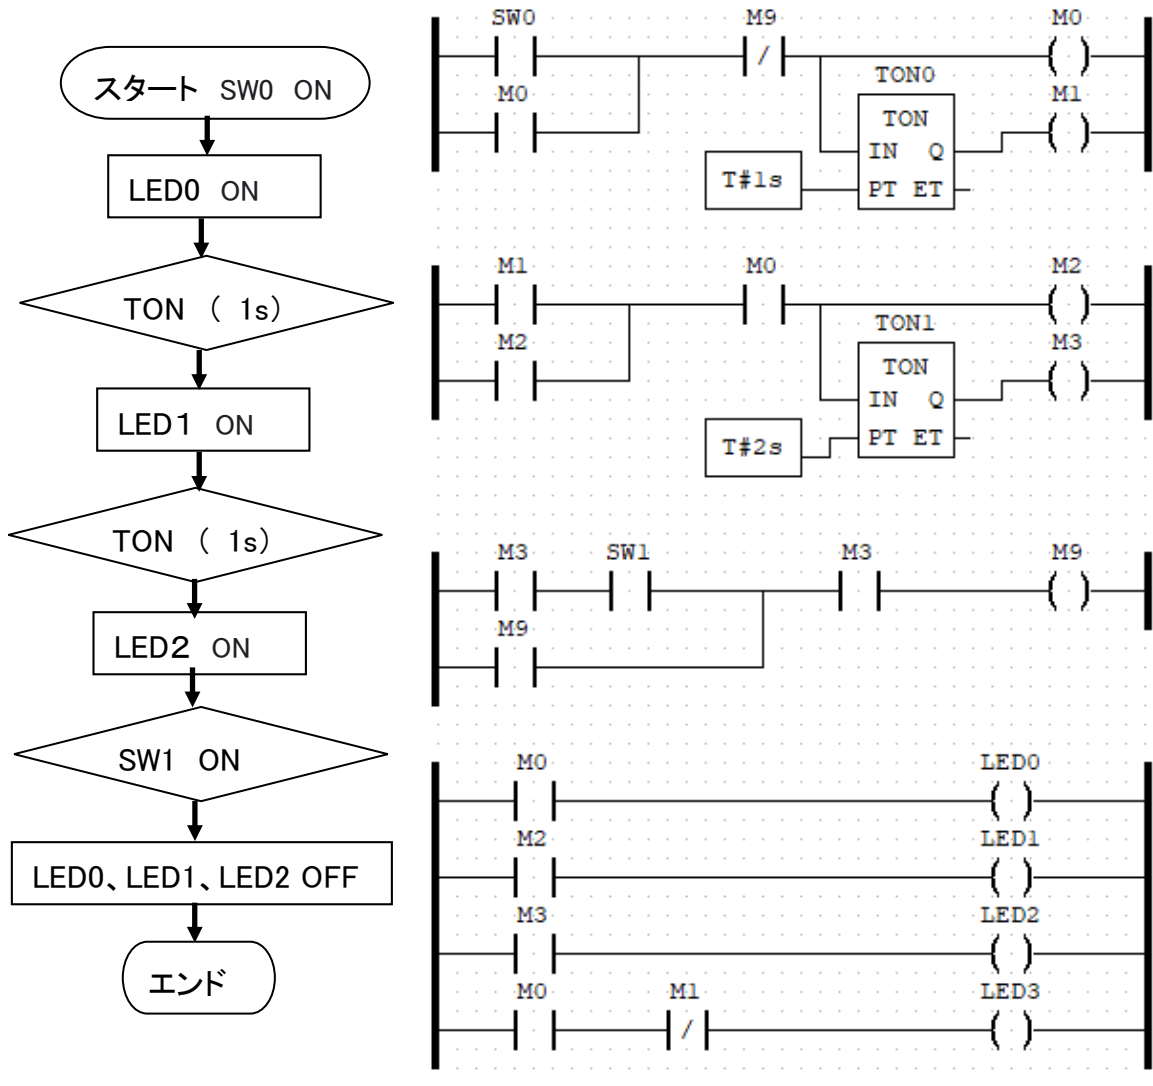 スタート SW0 ON
LED0 ON
TON ( 1s)
LED1 ON
TON ( 1s)
LED2 ON
SW1 ON
LED0、LED1、LED2 OFF
エンド
SW0 M9 M0
/
TON0
M0 M1
TON
IN Q
T#1s
PT ET
M1 M0 M2
TON1
M2 M3
TON
IN Q
T#2s
PT ET
M3 SW1 M3 M9
M9
M0 LED0
M2 LED1
M3 LED2
M0 M1 LED3
/